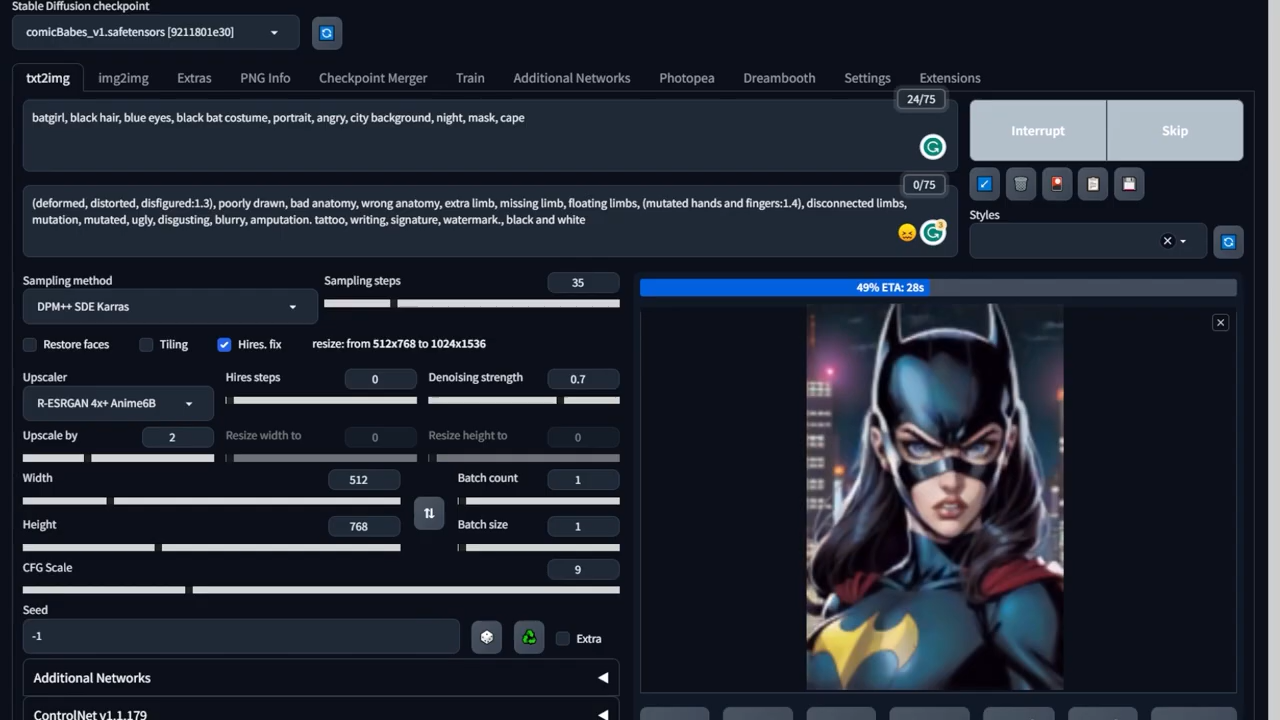 Stable Diffusion checkpoint
comicBabes_v1.safetensors [9211801e30]
txt2img img2img Extras PNG Info Checkpoint Merger Train Additional Networks Photopea Dreambooth Settings Extensions
24/75
batgirl, black hair, blue eyes, black bat costume, portrait, angry, city background, night, mask, cape
Interrupt Skip
0/75
(deformed, distorted, disfigured:1.3), poorly drawn, bad anatomy, wrong anatomy, extra limb, missing limb, floating limbs, (mutated hands and fingers:1.4), disconnected limbs,
mutation, mutated, ugly, disgusting, blurry, amputation. tattoo, writing, signature, watermark., black and white
3
Styles
Sampling method Sampling steps 35
DPM++ SDE Karras
49% ETA: 28s
Restore faces Tiling Hires. fix resize: from 512x768 to 1024x1536
Upscaler Hires steps 0 Denoising strength 0.7
R-ESRGAN 4x+ Anime6B
Upscale by 2 Resize width to 0 Resize height to 0
Width 512 Batch count 1
Height 768 Batch size 1
CFG Scale 9
Seed
-1
Extra
Additional Networks
ControlNet v1.1.179